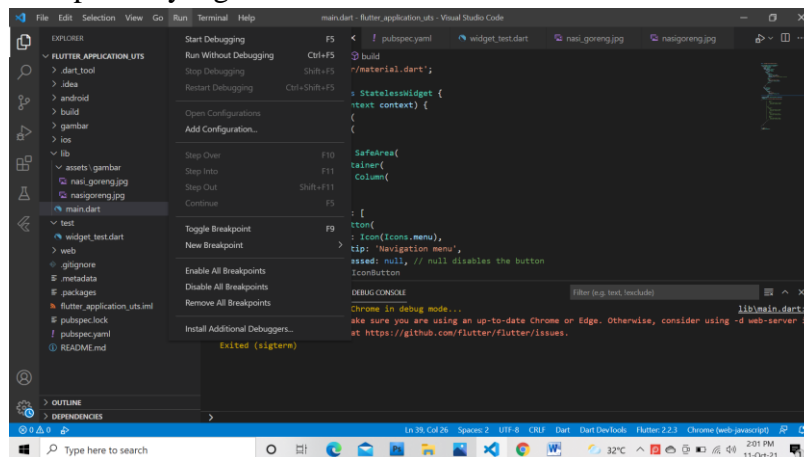 File Edit Selection View Go Run Terminal Help main.dart - flutter_application_uts - Visual Studio Code
EXPLORER
FLUTTER_APPLICATION_UTS
.dart_tool
.idea
android
build
gambar
ios
lib
assets \ gambar
nasi_goreng.jpg
nasigoreng.jpg
main.dart
test
widget_test.dart
web
.gitignore
.metadata
.packages
flutter_application_uts.iml
pubspec.lock
pubspec.yaml
README.md
OUTLINE
DEPENDENCIES
Start Debugging F5
Run Without Debugging Ctrl+F5
Stop Debugging Shift+F5
Restart Debugging Ctrl+Shift+F5
Open Configurations
Add Configuration...
Step Over F10
Step Into F11
Step Out Shift+F11
Continue F5
Toggle Breakpoint F9
New Breakpoint
Enable All Breakpoints
Disable All Breakpoints
Remove All Breakpoints
Install Additional Debuggers...
! pubspec.yaml widget_test.dart nasi_goreng.jpg nasigoreng.jpg
build
r/material.dart';
s StatelessWidget {
ntext context) {
(
(
SafeArea(
tainer(
Column(
: [
tton(
: Icon(Icons.menu),
tip: 'Navigation menu',
essed: null, // null disables the button
IconButton
DEBUG CONSOLE Filter (e.g. text, !exclude)
Chrome in debug mode... lib\main.dart:
ake sure you are using an up-to-date Chrome or Edge. Otherwise, consider using -d web-server
at https://github.com/flutter/flutter/issues.
Exited (sigterm)
0 0 Ln 39, Col 26 Spaces: 2 UTF-8 CRLF Dart Dart DevTools Flutter: 2.2.3 Chrome (web-javascript)
Type here to search 32°C 2:01 PM
11-Oct-21